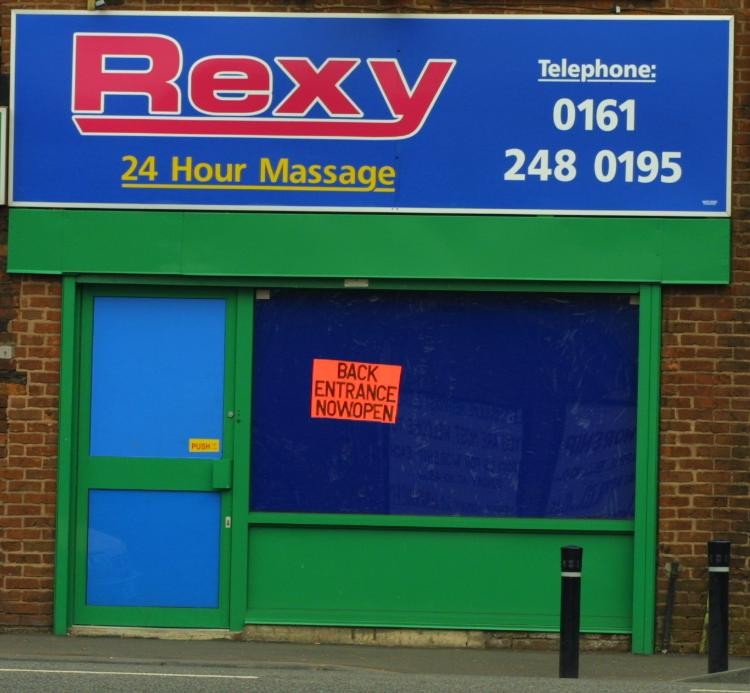 Rexy
24 Hour Massage
Telephone:
0161
248 0195
BACK
ENTRANCE
NOWOPEN
PUSH